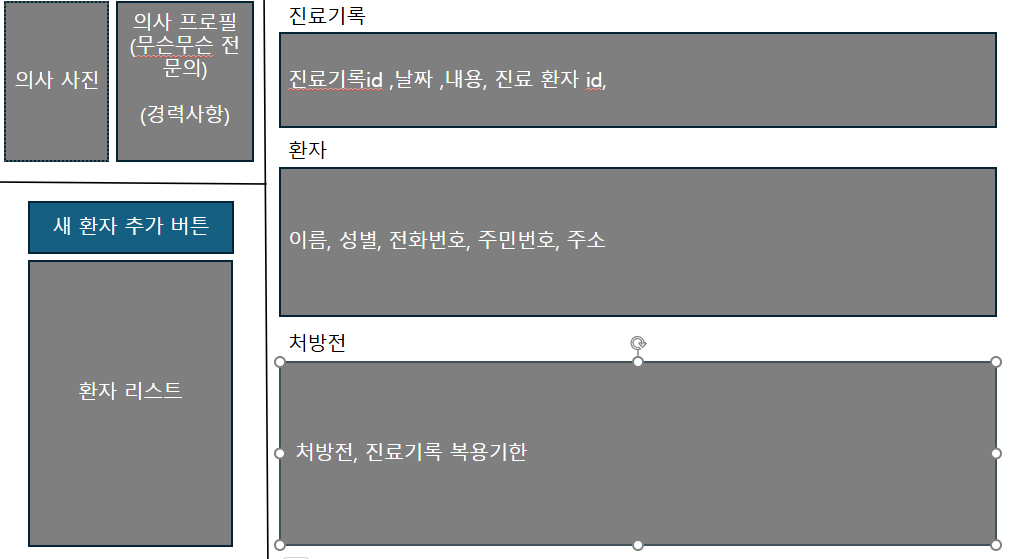 의사 사진
의사 프로필
(무슨무슨 전
문의)
(경력사항)
새 환자 추가 버튼
환자 리스트
진료기록
진료기록id ,날짜 ,내용, 진료 환자 id,
환자
이름, 성별, 전화번호, 주민번호, 주소
처방전
처방전, 진료기록 복용기한